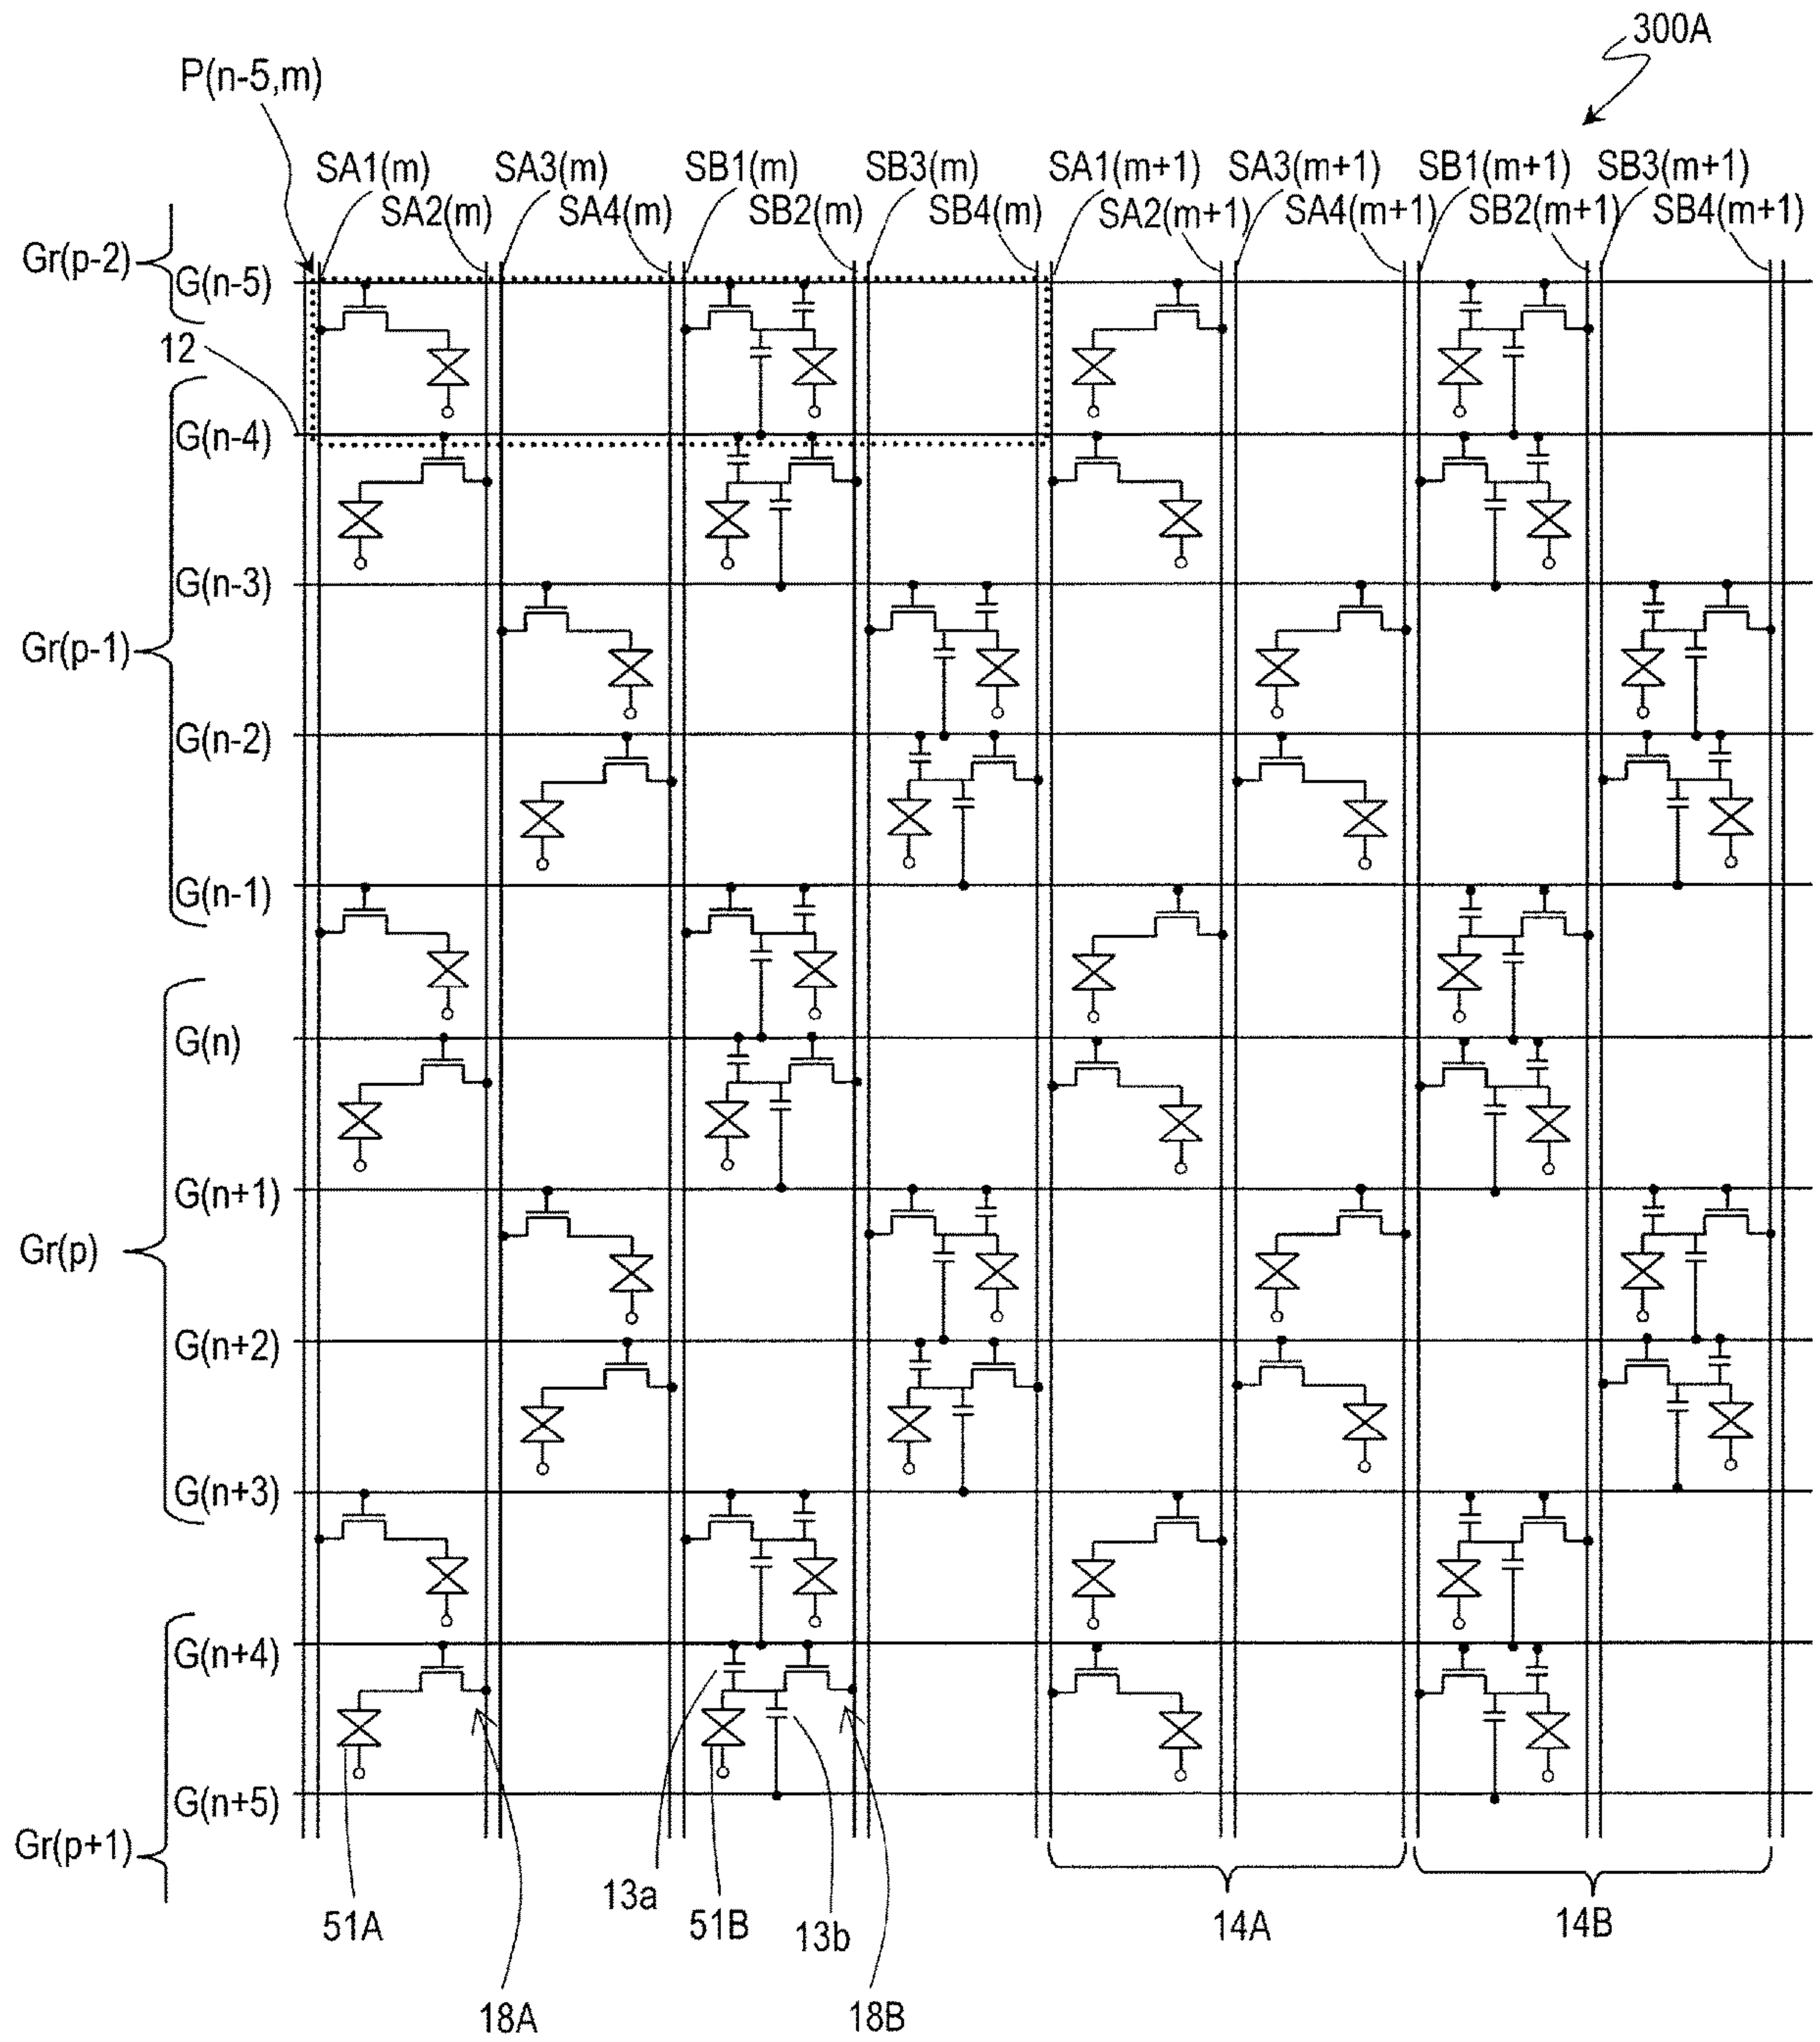 300A
P(n-5,m)
SA1(m) SA3(m) SB1(m) SB3(m) SA1(m+1) SA3(m+1) SB1(m+1) SB3(m+1)
SA2(m) SA4(m) SB2(m) SB4(m) SA2(m+1) SA4(m+1) SB2(m+1) SB4(m+1)
Gr(p-2)
G(n-5)
12
G(n-4)
G(n-3)
Gr(p-1)
G(n-2)
G(n-1)
G(n)
G(n+1)
Gr(p)
G(n+2)
G(n+3)
G(n+4)
G(n+5)
Gr(p+1)
51A 13a 51B 13b 14A 14B
18A 18B